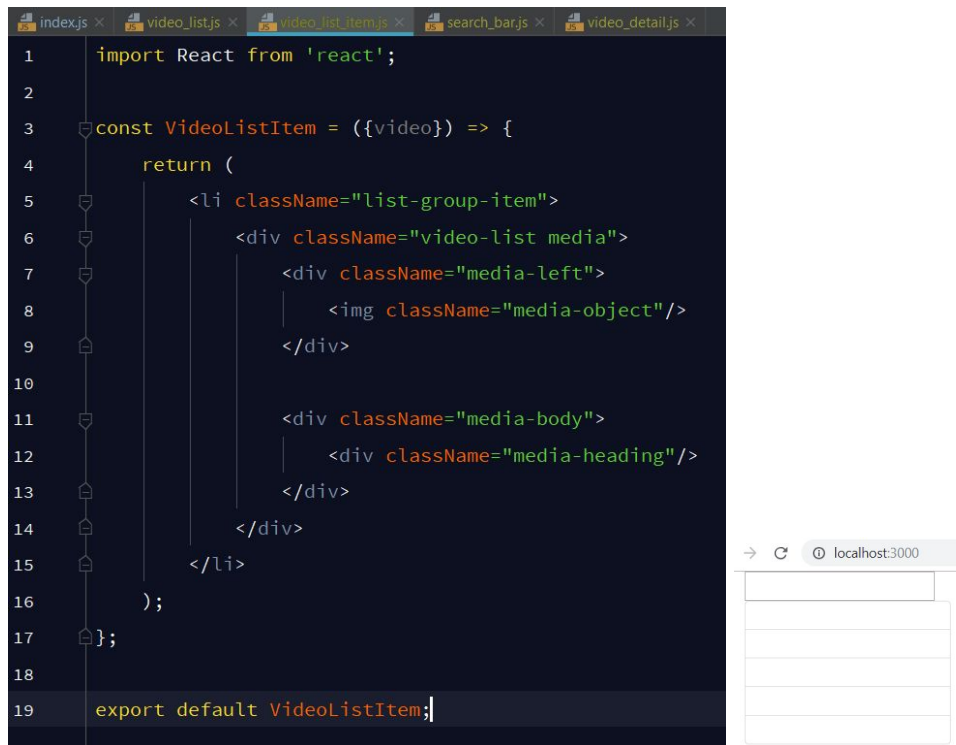 index.js video_list.js video_list_item.js search_bar.js video_detail.js
1 import React from 'react';
2
3 const VideoListItem = ({video}) => {
4 return (
5 <li className="list-group-item">
6 <div className="video-list media">
7 <div className="media-left">
8 <img className="media-object"/>
9 </div>
10
11 <div className="media-body">
12 <div className="media-heading"/>
13 </div>
14 </div>
15 </li>
16 );
17 };
18
19 export default VideoListItem;
localhost:3000